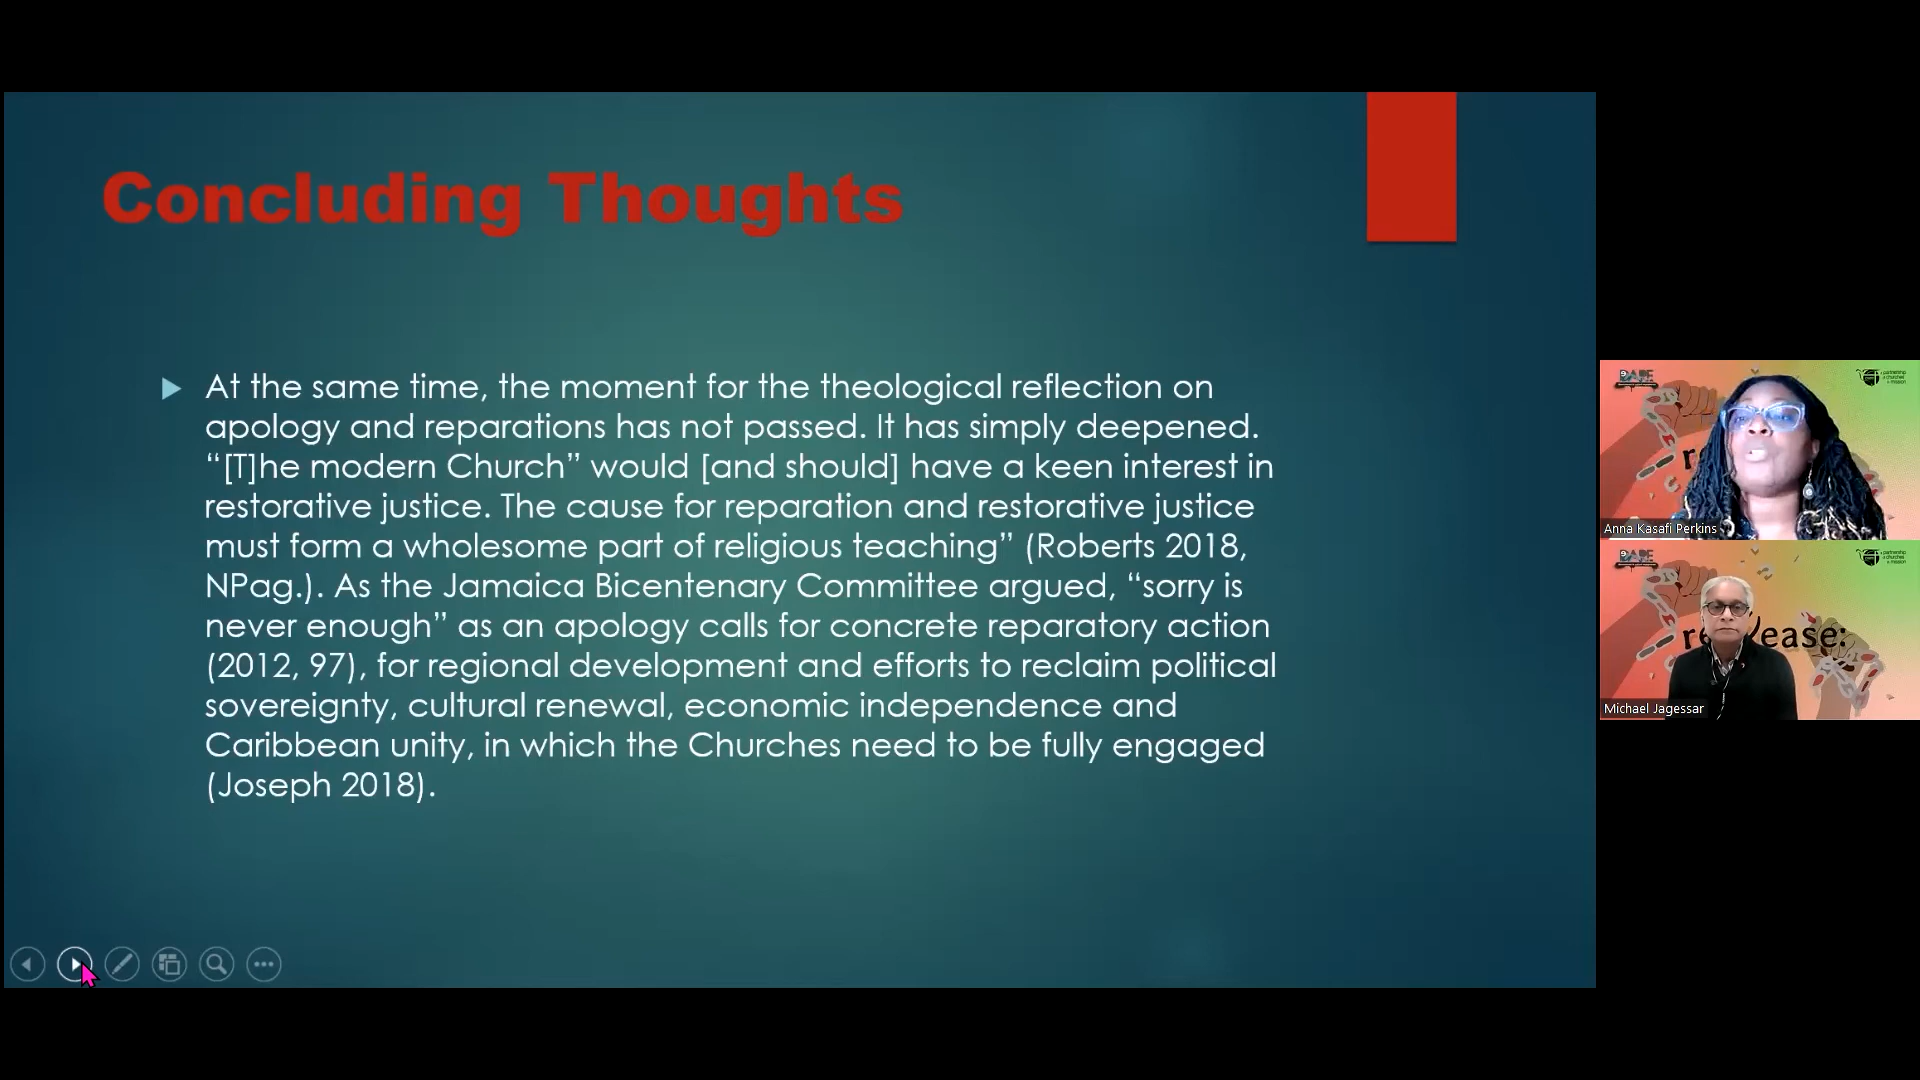 Concluding Thoughts
At the same time, the moment for the theological reflection on
apology and reparations has not passed. It has simply deepened.
“[T]he modern Church” would [and should] have a keen interest in
restorative justice. The cause for reparation and restorative justice
must form a wholesome part of religious teaching” (Roberts 2018,
NPag.). As the Jamaica Bicentenary Committee argued, “sorry is
never enough” as an apology calls for concrete reparatory action
(2012, 97), for regional development and efforts to reclaim political
sovereignty, cultural renewal, economic independence and
Caribbean unity, in which the Churches need to be fully engaged
(Joseph 2018).
DARE
Anna Kasafi Perkins
DARE
ease:
Michael Jagessar